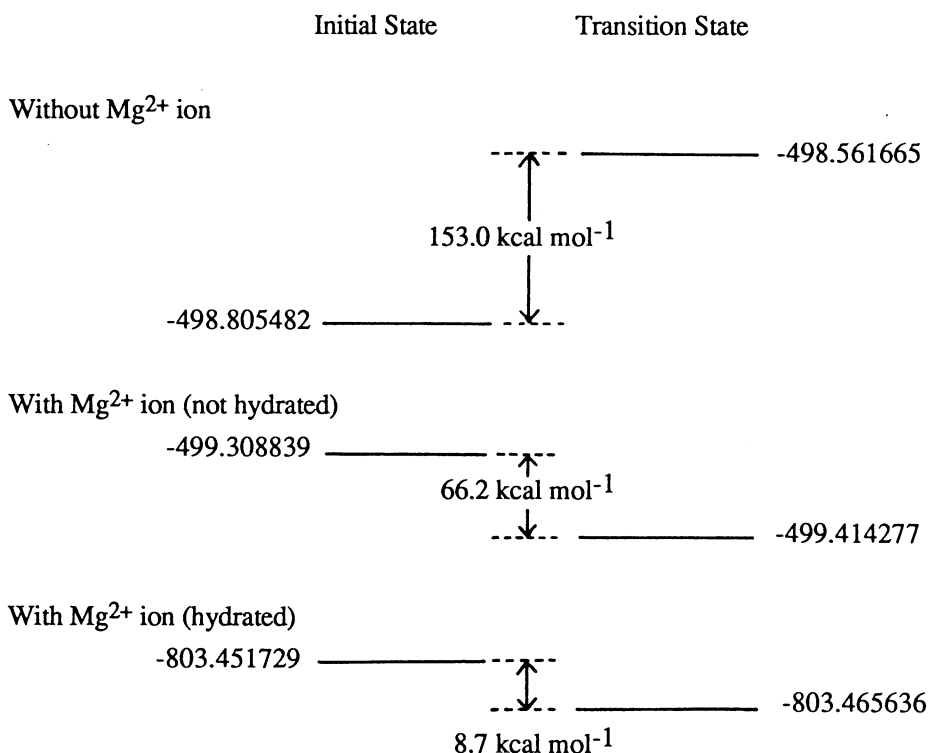 Initial State Transition State
Without Mg2+ ion
-498.561665
153.0 kcal mol-1
-498.805482
With Mg2+ ion (not hydrated)
-499.308839
66.2 kcal mol-1
-499.414277
With Mg2+ ion (hydrated)
-803.451729
-803.465636
8.7 kcal mol-1